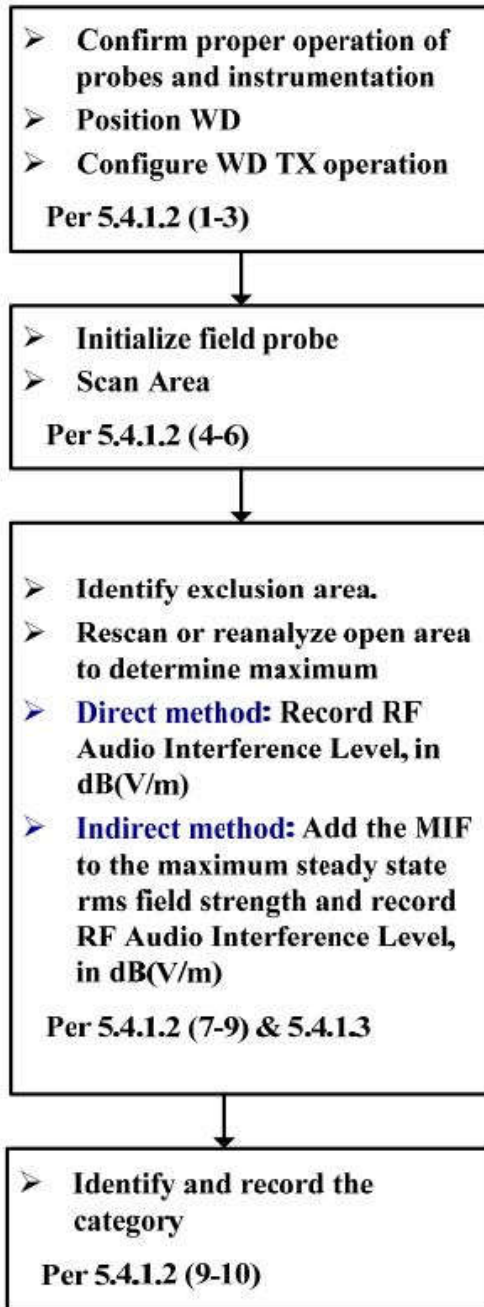 ➢ Confirm proper operation of
probes and instrumentation
➢ Position WD
➢ Configure WD TX operation
Per 5.4.1.2 (1-3)
➢ Initialize field probe
➢ Scan Area
Per 5.4.1.2 (4-6)
➢ Identify exclusion area.
➢ Rescan or reanalyze open area
to determine maximum
➢ Direct method: Record RF
Audio Interference Level, in
dB(V/m)
➢ Indirect method: Add the MIF
to the maximum steady state
rms field strength and record
RF Audio Interference Level,
in dB(V/m)
Per 5.4.1.2 (7-9) & 5.4.1.3
➢ Identify and record the
category
Per 5.4.1.2 (9-10)